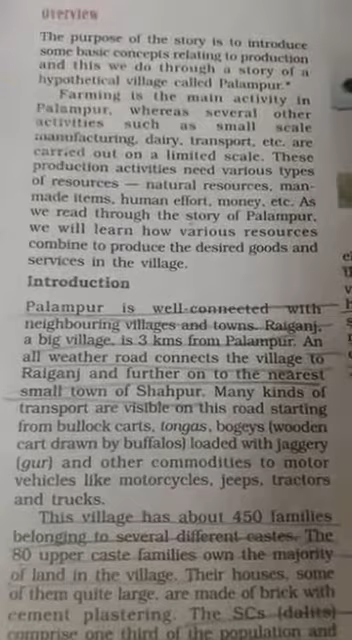 Overview
The purpose of the story is to introduce
some basic concepts relating to production
and this we do through a story of a
hypothetical village called Palampur.*
Farming is the main activity in
Palampur, whereas several other
activities such as small scale
manufacturing, dairy, transport, etc. are
carried out on a limited scale. These
production activities need various types
of resources — natural resources, man-
made items, human effort, money, etc. As
we read through the story of Palampur,
we will learn how various resources
combine to produce the desired goods and
services in the village.
Introduction
Palampur is well-connected with
neighbouring villages and towns. Raiganj,
a big village, is 3 kms from Palampur. An
all weather road connects the village to
Raiganj and further on to the nearest
small town of Shahpur. Many kinds of
transport are visible on this road starting
from bullock carts, tongas, bogeys (wooden
cart drawn by buffalos) loaded with jaggery
(gur) and other commodities to motor
vehicles like motorcycles, jeeps, tractors
and trucks.
This village has about 450 families
belonging to several different castes. The
80 upper caste families own the majority
of land in the village. Their houses, some
of them quite large, are made of brick with
cement plastering. The SCs (dalits)
comprise one third of the population and